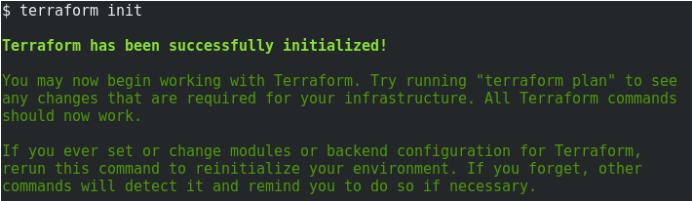 $ terraform init
Terraform has been successfully initialized!
You may now begin working with Terraform. Try running "terraform plan" to see
any changes that are required for your infrastructure. All Terraform commands
should now work.
If you ever set or change modules or backend configuration for Terraform,
rerun this command to reinitialize your environment. If you forget, other
commands will detect it and remind you to do so if necessary.